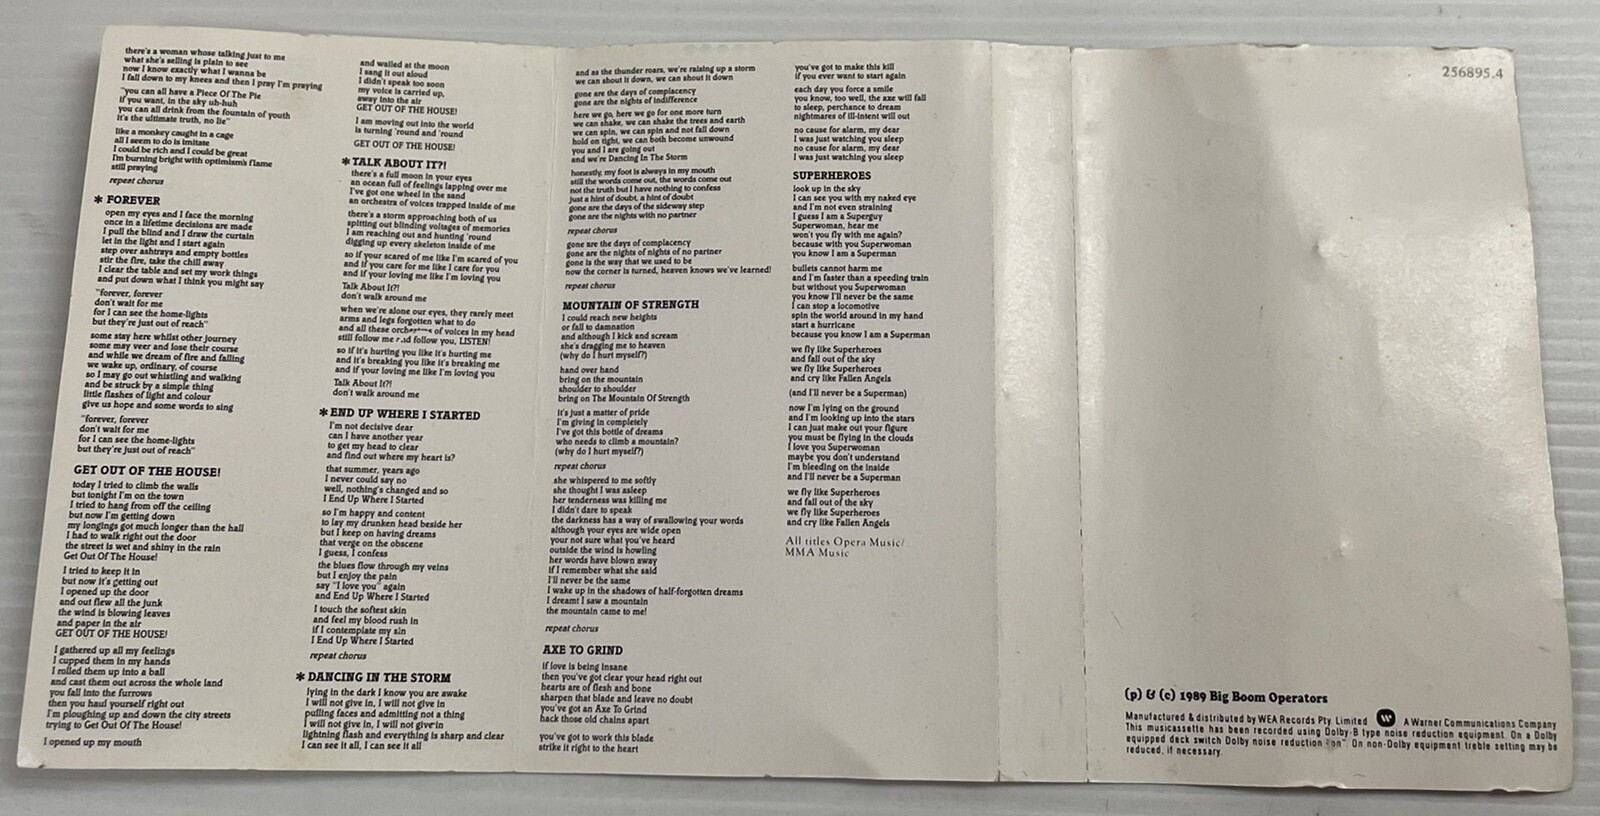 there's a woman whose talking just to me
what she's selling is plain to see
now I know exactly what I wanna be
I fall down to my knees and then I pray I'm praying
"you can all have a Piece Of The Pie
if you want, in the sky uh-huh
you can all drink from the fountain of youth
it's the ultimate truth, no lie"
like a monkey caught in a cage
all I seem to do is imitate
I could be rich and I could be great
I'm burning bright with optimism's flame
still praying
repeat chorus
* FOREVER
open my eyes and I face the morning
once in a lifetime decisions are made
I pull the blind and I draw the curtain
let in the light and I start again
step over ashtrays and empty bottles
stir the fire, take the chill away
I clear the table and set my work things
and put down what I think you might say
"forever, forever
don't wait for me
for I can see the home-lights
but they're just out of reach"
some stay here whilst other journey
some may veer and lose their course
and while we dream of fire and falling
we wake up, ordinary, of course
so I may go out whistling and walking
and be struck by a simple thing
little flashes of light and colour
give us hope and some words to sing
"forever, forever
don't wait for me
for I can see the home-lights
but they're just out of reach"
GET OUT OF THE HOUSE!
today I tried to climb the walls
but tonight I'm on the town
I tried to hang from off the ceiling
but now I'm getting down
my longings got much longer than the hall
I had to walk right out the door
the street is wet and shiny in the rain
Get Out Of The House!
I tried to keep it in
but now it's getting out
I opened up the door
and out flew all the junk
the wind is blowing leaves
and paper in the air
GET OUT OF THE HOUSE!
I gathered up all my feelings
I cupped them in my hands
I rolled them up into a ball
and cast them out across the whole land
you fall into the furrows
then you haul yourself right out
I'm ploughing up and down the city streets
trying to Get Out Of The House!
I opened up my mouth
and wailed at the moon
I sang it out aloud
I didn't speak too soon
my voice is carried up,
away into the air
GET OUT OF THE HOUSE!
I am moving out into the world
is turning 'round and 'round
GET OUT OF THE HOUSE!
* TALK ABOUT IT?!
there's a full moon in your eyes
an ocean full of feelings lapping over me
I've got one wheel in the sand
an orchestra of voices trapped inside of me
there's a storm approaching both of us
spitting out blinding voltages of memories
I am reaching out and hunting 'round
digging up every skeleton inside of me
so if your scared of me like I'm scared of you
and if you care for me like I care for you
and if your loving me like I'm loving you
Talk About It?!
don't walk around me
when we're alone our eyes, they rarely meet
arms and legs forgotten what to do
and all these of voices in my head
still follow me follow you, LISTEN!
so if it's hurting you like it's hurting me
and it's breaking you like it's breaking me
and if your loving me like I'm loving you
Talk About It?!
don't walk around me
* END UP WHERE I STARTED
I'm not decisive dear
can I have another year
to get my head to clear
and find out where my heart is?
that summer, years ago
I never could say no
well, nothing's changed and so
I End Up Where I Started
so I'm happy and content
to lay my drunken head beside her
but I keep on having dreams
that verge on the obscene
I guess, I confess
the blues flow through my veins
but I enjoy the pain
say "I love you" again
and End Up Where I Started
I touch the softest skin
and feel my blood rush in
if I contemplate my sin
I End Up Where I Started
repeat chorus
* DANCING IN THE STORM
lying in the dark I know you are awake
I will not give in, I will not give in
pulling faces and admitting not a thing
I will not give in, I will not give in
lightning flash and everything is sharp and clear
I can see it all, I can see it all
and as the thunder roars, we're raising up a storm
we can shout it down, we can shout it down
gone are the days of complacency
gone are the nights of indifference
here we go, here we go for one more turn
we can shake, we can shake the trees and earth
we can spin, we can spin and not fall down
hold on tight, we can both become unwound
you and I are going out
and we're Dancing In The Storm
honestly, my foot is always in my mouth
still the words come out, the words come out
not the truth but I have nothing to confess
just a hint of doubt, a hint of doubt
gone are the days of the sideway step
gone are the nights with no partner
repeat chorus
gone are the days of complacency
gone are the nights of nights of no partner
gone is the way that we used to be
now the corner is turned, heaven knows we've learned!
repeat chorus
MOUNTAIN OF STRENGTH
I could reach new heights
or fall to damnation
and although I kick and scream
she's dragging me to heaven
(why do I hurt myself?)
hand over hand
bring on the mountain
shoulder to shoulder
bring on The Mountain Of Strength
it's just a matter of pride
I'm giving in completely
I've got this bottle of dreams
who needs to climb a mountain?
(why do I hurt myself?)
repeat chorus
she whispered to me softly
she thought I was asleep
her tenderness was killing me
I didn't dare to speak
the darkness has a way of swallowing your words
although your eyes are wide open
your not sure what you've heard
outside the wind is howling
her words have blown away
if I remember what she said
I'll never be the same
I wake up in the shadows of half-forgotten dreams
I dreamt I saw a mountain
the mountain came to me!
repeat chorus
AXE TO GRIND
if love is being insane
then you've got clear your head right out
hearts are of flesh and bone
sharpen that blade and leave no doubt
you've got an Axe To Grind
hack those old chains apart
you've got to work this blade
strike it right to the heart
you've got to make this kill
if you ever want to start again
each day you force a smile
you know, too well, the axe will fall
to sleep, perchance to dream
nightmares of ill-intent will out
no cause for alarm, my dear
I was just watching you sleep
no cause for alarm, my dear
I was just watching you sleep
SUPERHEROES
look up in the sky
I can see you with my naked eye
and I'm not even straining
I guess I am a Superguy
Superwoman, hear me
won't you fly with me again?
because with you Superwoman
you know I am a Superman
bullets cannot harm me
and I'm faster than a speeding train
but without you Superwoman
you know I'll never be the same
I can stop a locomotive
spin the world around in my hand
start a hurricane
because you know I am a Superman
we fly like Superheroes
and fall out of the sky
we fly like Superheroes
and cry like Fallen Angels
(and I'll never be a Superman)
now I'm lying on the ground
and I'm looking up into the stars
I can just make out your figure
you must be flying in the clouds
I love you Superwoman
maybe you don't understand
I'm bleeding on the inside
and I'll never be a Superman
we fly like Superheroes
and fall out of the sky
we fly like Superheroes
and cry like Fallen Angels
All titles Opera Music/
MMA Music
256895.4
(p) & (c) 1989 Big Boom Operators
Manufactured & distributed by WEA Records Pty. Limited A Warner Communications Company
This musicassette has been recorded using Dolby-B type noise reduction equipment. On a Dolby
equipped deck switch Dolby noise reduction "on". On non-Dolby equipment treble setting may be
reduced, if necessary.